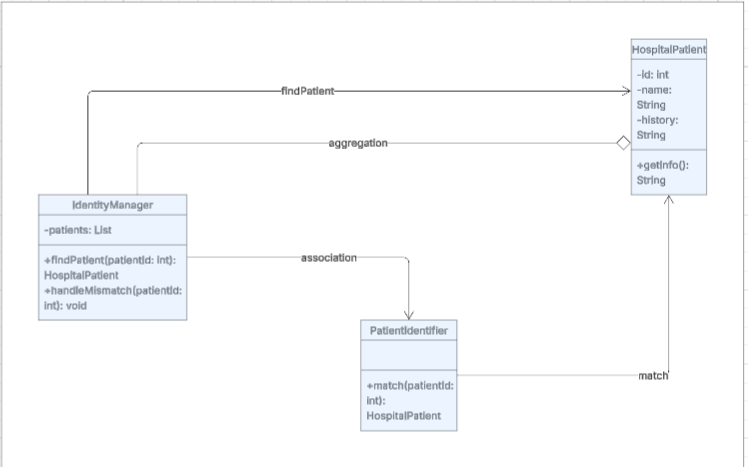 HospitalPatient
-id: int
-name:
String
-history:
String
+getInfo():
String
findPatient
aggregation
IdentityManager
-patients: List
+findPatient(patientId: int):
HospitalPatient
+handleMismatch(patientId:
int): void
association
PatientIdentifier
+match(patientId:
int):
HospitalPatient
match